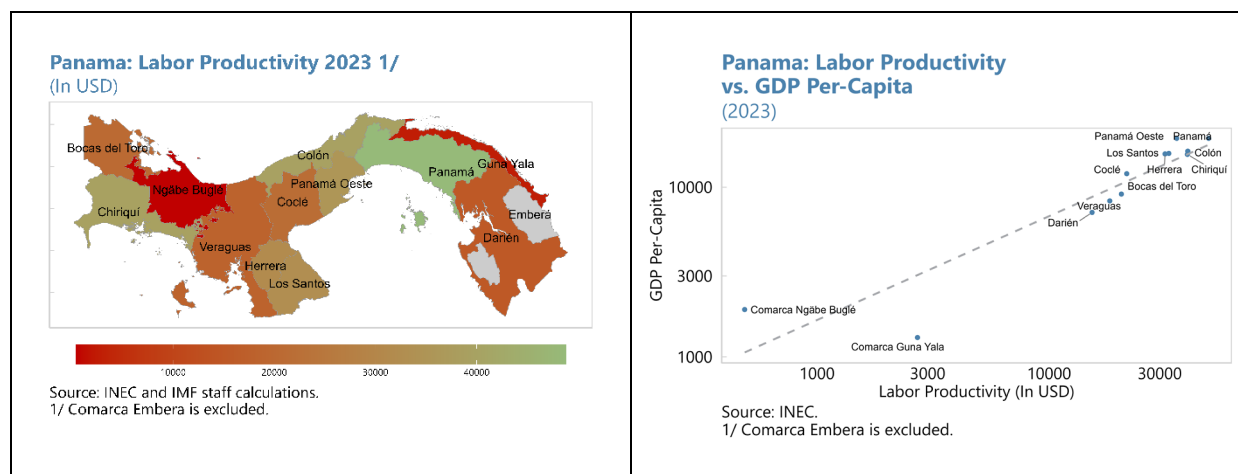 Panama: Labor Productivity 2023 1/
(In USD)
Bocas del Toro
Colón
Guna Yala
Panamá
Panamá Oeste
Ngäbe Buglé
Coclé
Chiriquí
Emberá
Veraguas
Darién
Herrera
Los Santos
10000
20000
30000
40000
Source: INEC and IMF staff calculations.
1/ Comarca Embera is excluded.
Panama: Labor Productivity
vs. GDP Per-Capita
(2023)
GDP Per-Capita
10000
3000
1000
Panamá Oeste
Panamá
Los Santos
Colón
Herrera
Chiriquí
Coclé
Bocas del Toro
Veraguas
Darién
Comarca Ngäbe Buglé
Comarca Guna Yala
1000
3000
10000
30000
Labor Productivity (In USD)
Source: INEC.
1/ Comarca Embera is excluded.